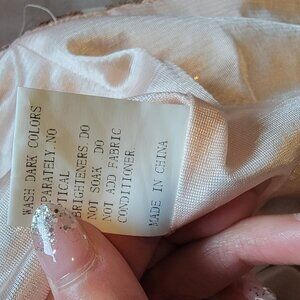 WASH DARK COLORS
PARATELY.NO
TICAL
BRIGHTENERS.DO
NOT SOAK. DO
NOT ADD FABRIC
CONDITIONER.
MADE IN CHINA